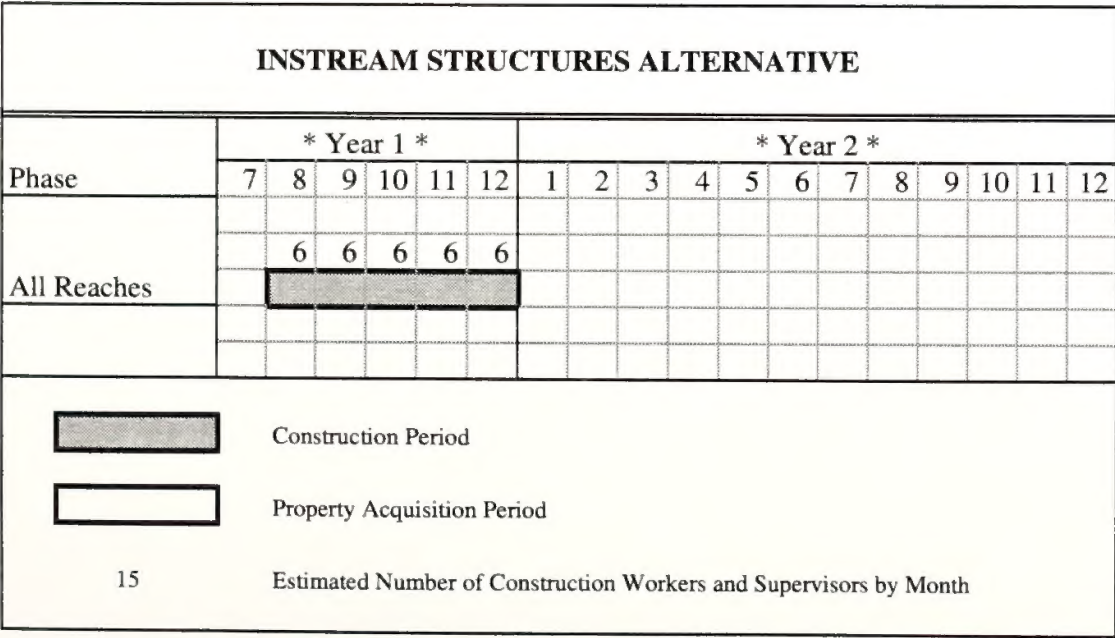 INSTREAM STRUCTURES ALTERNATIVE
* Year 1 * * Year 2 *
Phase 7 8 9 10 11 12 1 2 3 4 5 6 7 8 9 10 11 12
6 6 6 6 6
All Reaches
Construction Period
Property Acquisition Period
15 Estimated Number of Construction Workers and Supervisors by Month